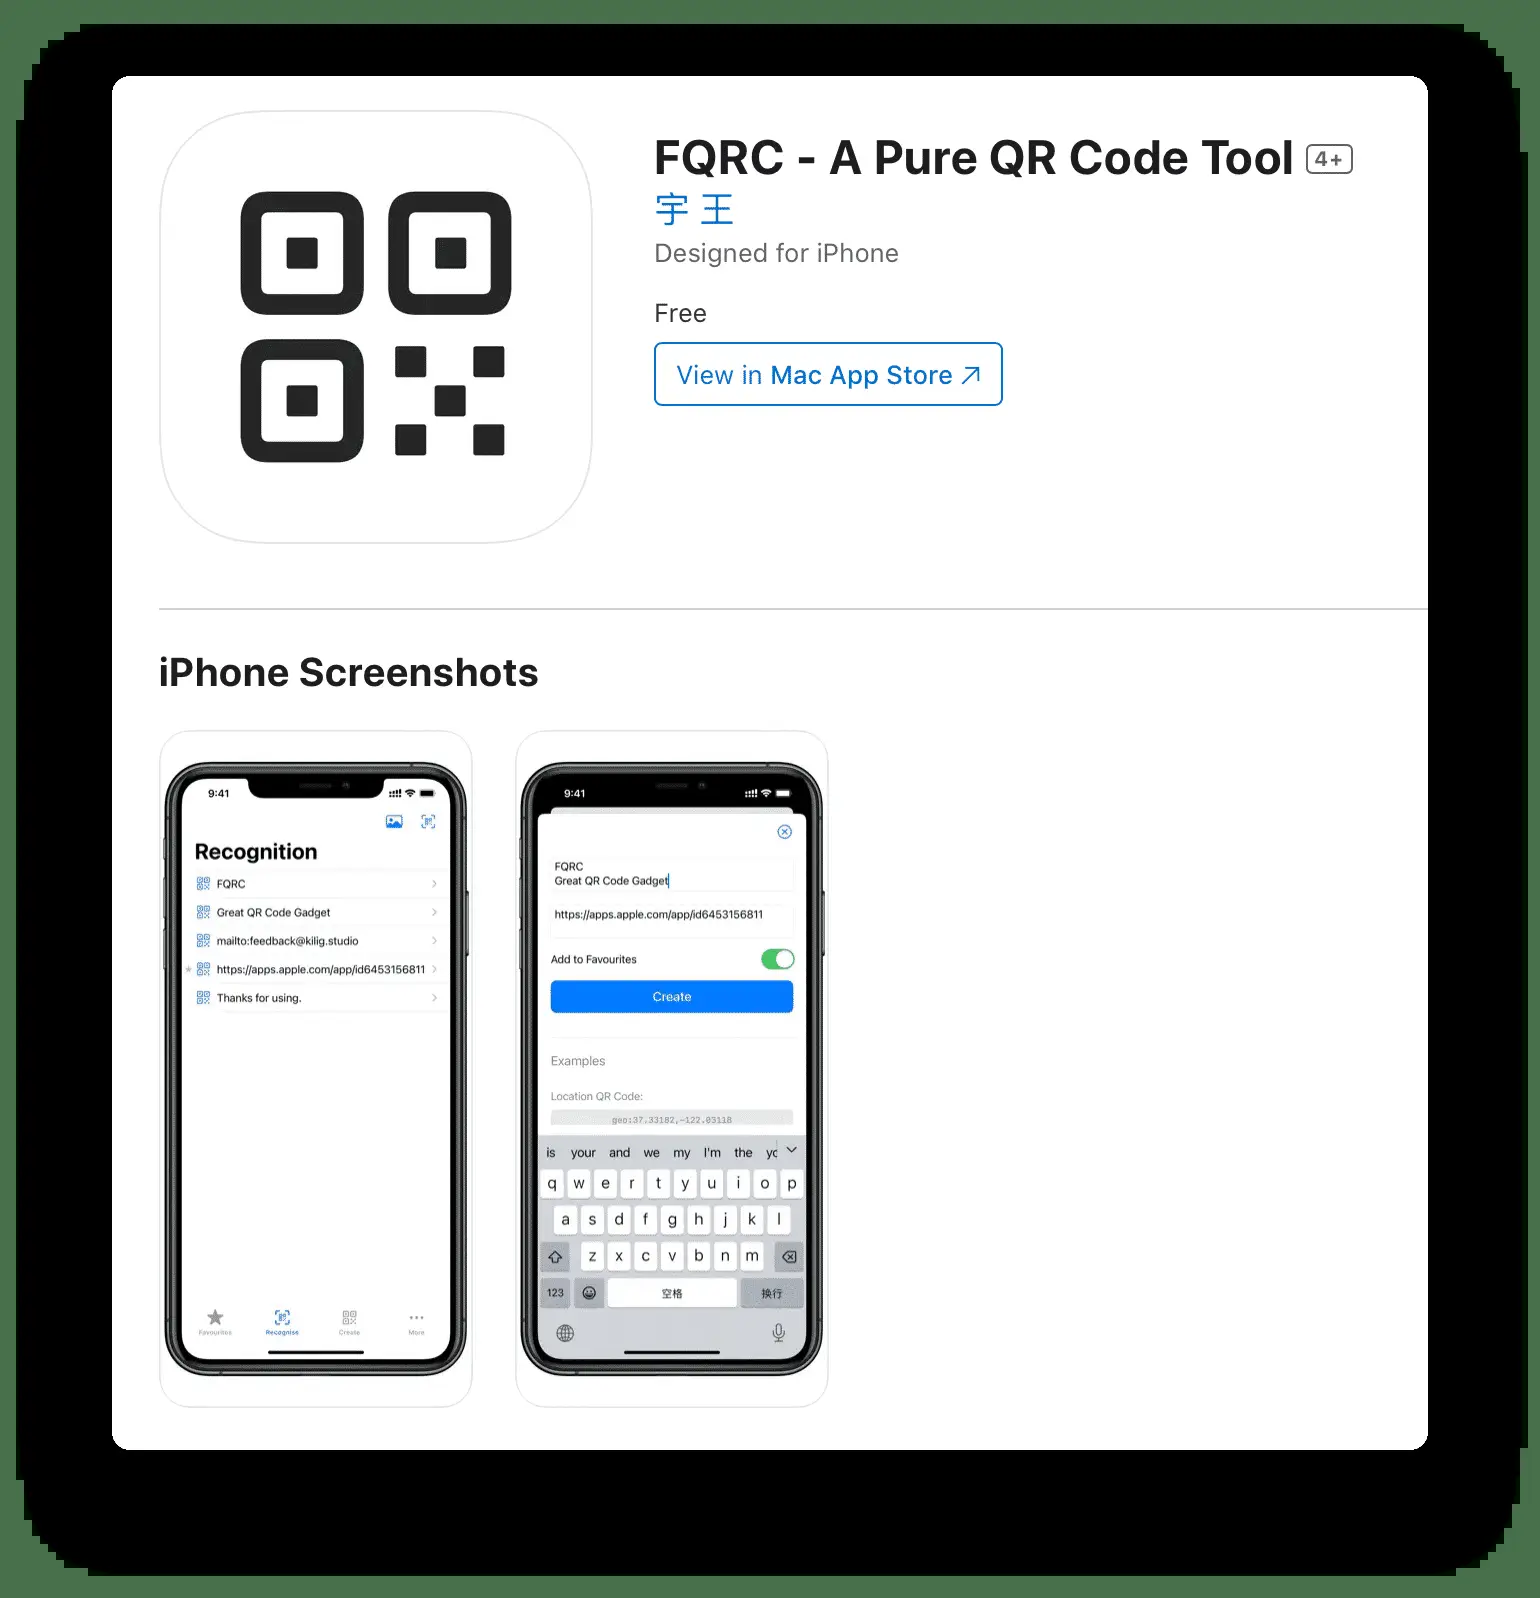 FQRC - A Pure QR Code Tool 4+
宇 王
Designed for iPhone
Free
View in Mac App Store
iPhone Screenshots
9:41
Recognition
FQRC
Great QR Code Gadget
mailto:feedback@kilig.studio
https://apps.apple.com/app/id6453156811
Thanks for using.
Favourites Recognise Create More
9:41
FQRC
Great QR Code Gadget
https://apps.apple.com/app/id6453156811
Add to Favourites
Create
Examples
Location QR Code:
geo:37.33182,-122.03118
is your and we my I'm the yo
q w e r t y u i o p
a s d f g h j k l
z x c v b n m
123 空格 换行